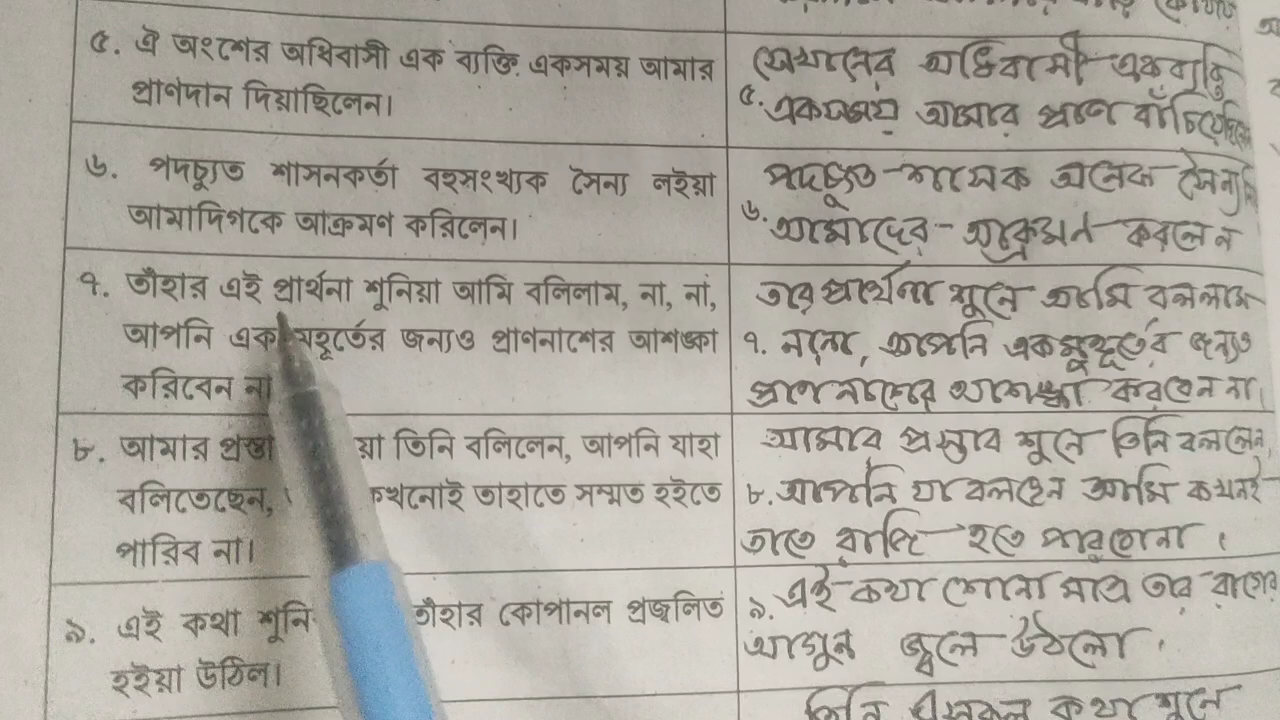 ৫. ঐ অংশের অধিবাসী এক ব্যক্তি একসময় আমার
প্রাণদান দিয়াছিলেন।
সেখানের অধিবাসী একব্যক্তি
৫. একসময় আমার প্রাণ বাঁচিয়েছিলেন
৬. পদচ্যুত শাসনকর্তা বহুসংখ্যক সৈন্য লইয়া
আমাদিগকে আক্রমণ করিলেন।
পদচ্যুত শাসক অনেক সৈন্য
৬. আমাদের আক্রমন করলেন
৭. তাঁহার এই প্রার্থনা শুনিয়া আমি বলিলাম, না, না,
আপনি এক মুহূর্তের জন্যও প্রাণনাশের আশঙ্কা
করিবেন না
তার প্রার্থনা শুনে আমি বললাম
৭. না না, আপনি একমুহূর্তের জন্যও
প্রাণ নাশের আশঙ্কা করবেন না।
৮. আমার প্রস্তা য়া তিনি বলিলেন, আপনি যাহা
বলিতেছেন, কখনোই তাহাতে সম্মত হইতে
পারিব না।
আমার প্রস্তাব শুনে তিনি বললেন,
৮. আপনি যা বলছেন আমি কখনই
তাতে রাজি হতে পারবোনা।
৯. এই কথা শুনি তাঁহার কোপানল প্রজ্বলিত
হইয়া উঠিল।
এই কথা শোনা মাত্র তার রাগের
৯. আগুন জ্বলে উঠলো।
তিনি এসকল কথা শুনে